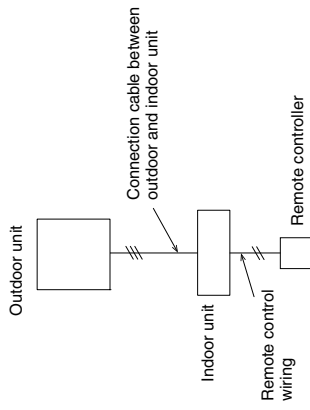 Outdoor unit
Connection cable between
outdoor and indoor unit
Indoor unit
Remote control
wiring
Remote controller